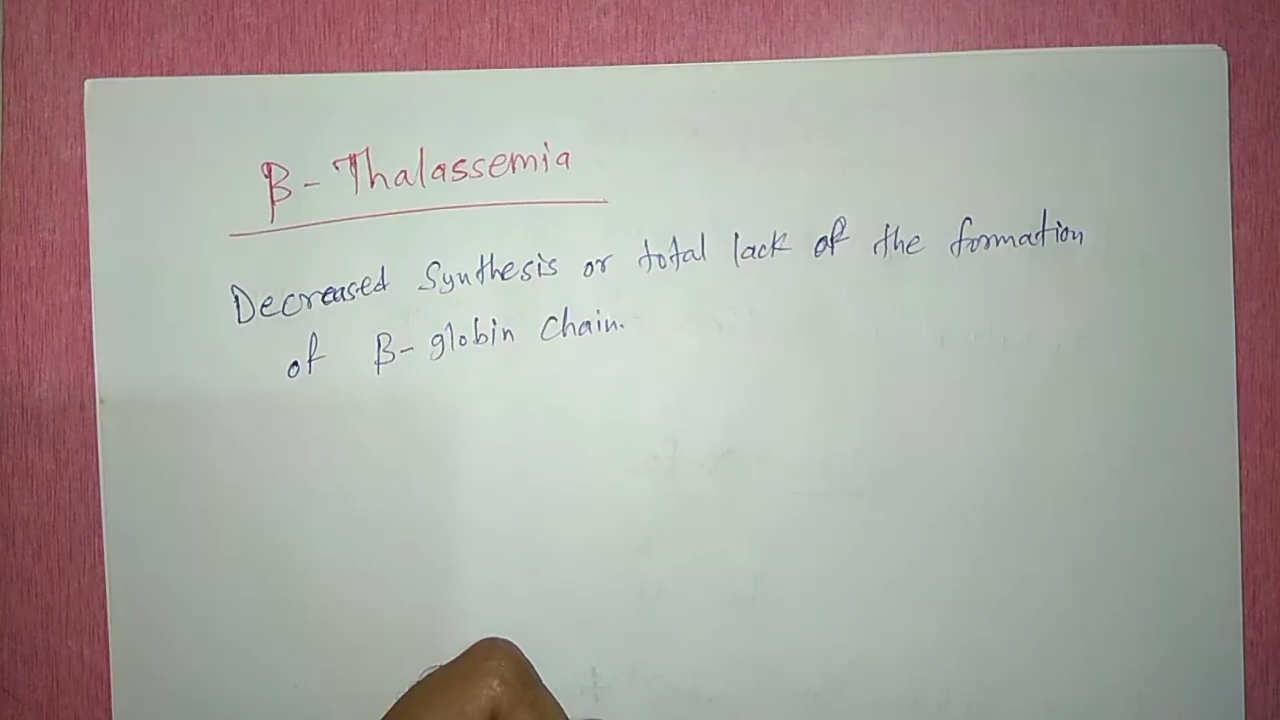 β-Thalassemia
Decreased Synthesis or total lack of the formation
of β-globin chain.